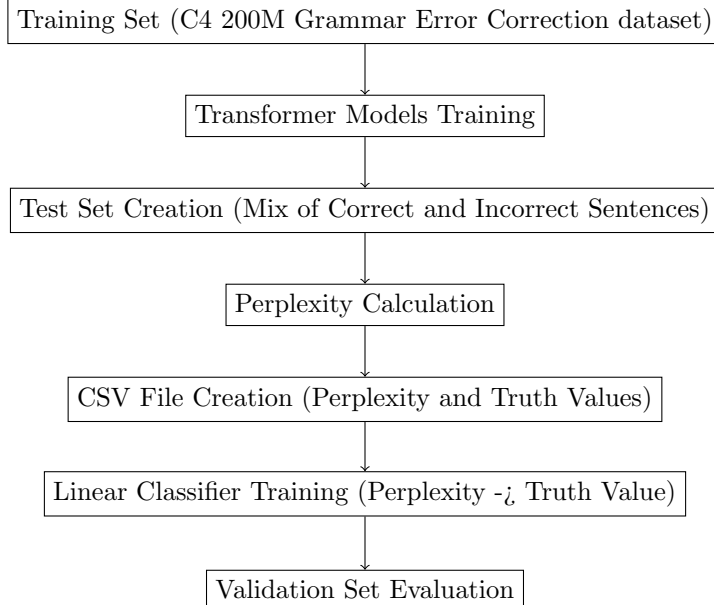 Training Set (C4 200M Grammar Error Correction dataset)
Transformer Models Training
Test Set Creation (Mix of Correct and Incorrect Sentences)
Perplexity Calculation
CSV File Creation (Perplexity and Truth Values)
Linear Classifier Training (Perplexity -¿ Truth Value)
Validation Set Evaluation